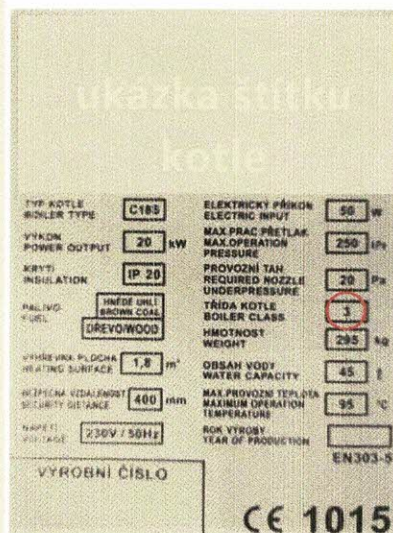 ukázka štítku
kotle
TYP KOTLE
BOILER TYPE
C18S
VÝKON
POWER OUTPUT
20 kW
KRYTÍ
INSULATION
IP 20
PALIVO
FUEL
HNĚDÉ UHLÍ
BROWN COAL
DŘEVO/WOOD
VÝHŘEVNÁ PLOCHA
HEATING SURFACE
1,8 m²
BEZPEČNÁ VZDÁLENOST
SECURITY DISTANCE
400 mm
NAPĚTÍ
VOLTAGE
230V / 50Hz
ELEKTRICKÝ PŘÍKON
ELECTRIC INPUT
50 W
MAX.PRAC.PŘETLAK
MAX.OPERATION
PRESSURE
250 kPa
PROVOZNÍ TAH
REQUIRED NOZZLE
UNDERPRESSURE
20 Pa
TŘÍDA KOTLE
BOILER CLASS
3
HMOTNOST
WEIGHT
295 kg
OBSAH VODY
WATER CAPACITY
45 l
MAX.PROVOZNÍ TEPLOTA
MAXIMUM OPERATION
TEMPERATURE
95 °C
ROK VÝROBY
YEAR OF PRODUCTION
EN303-5
VÝROBNÍ ČÍSLO
CE 1015